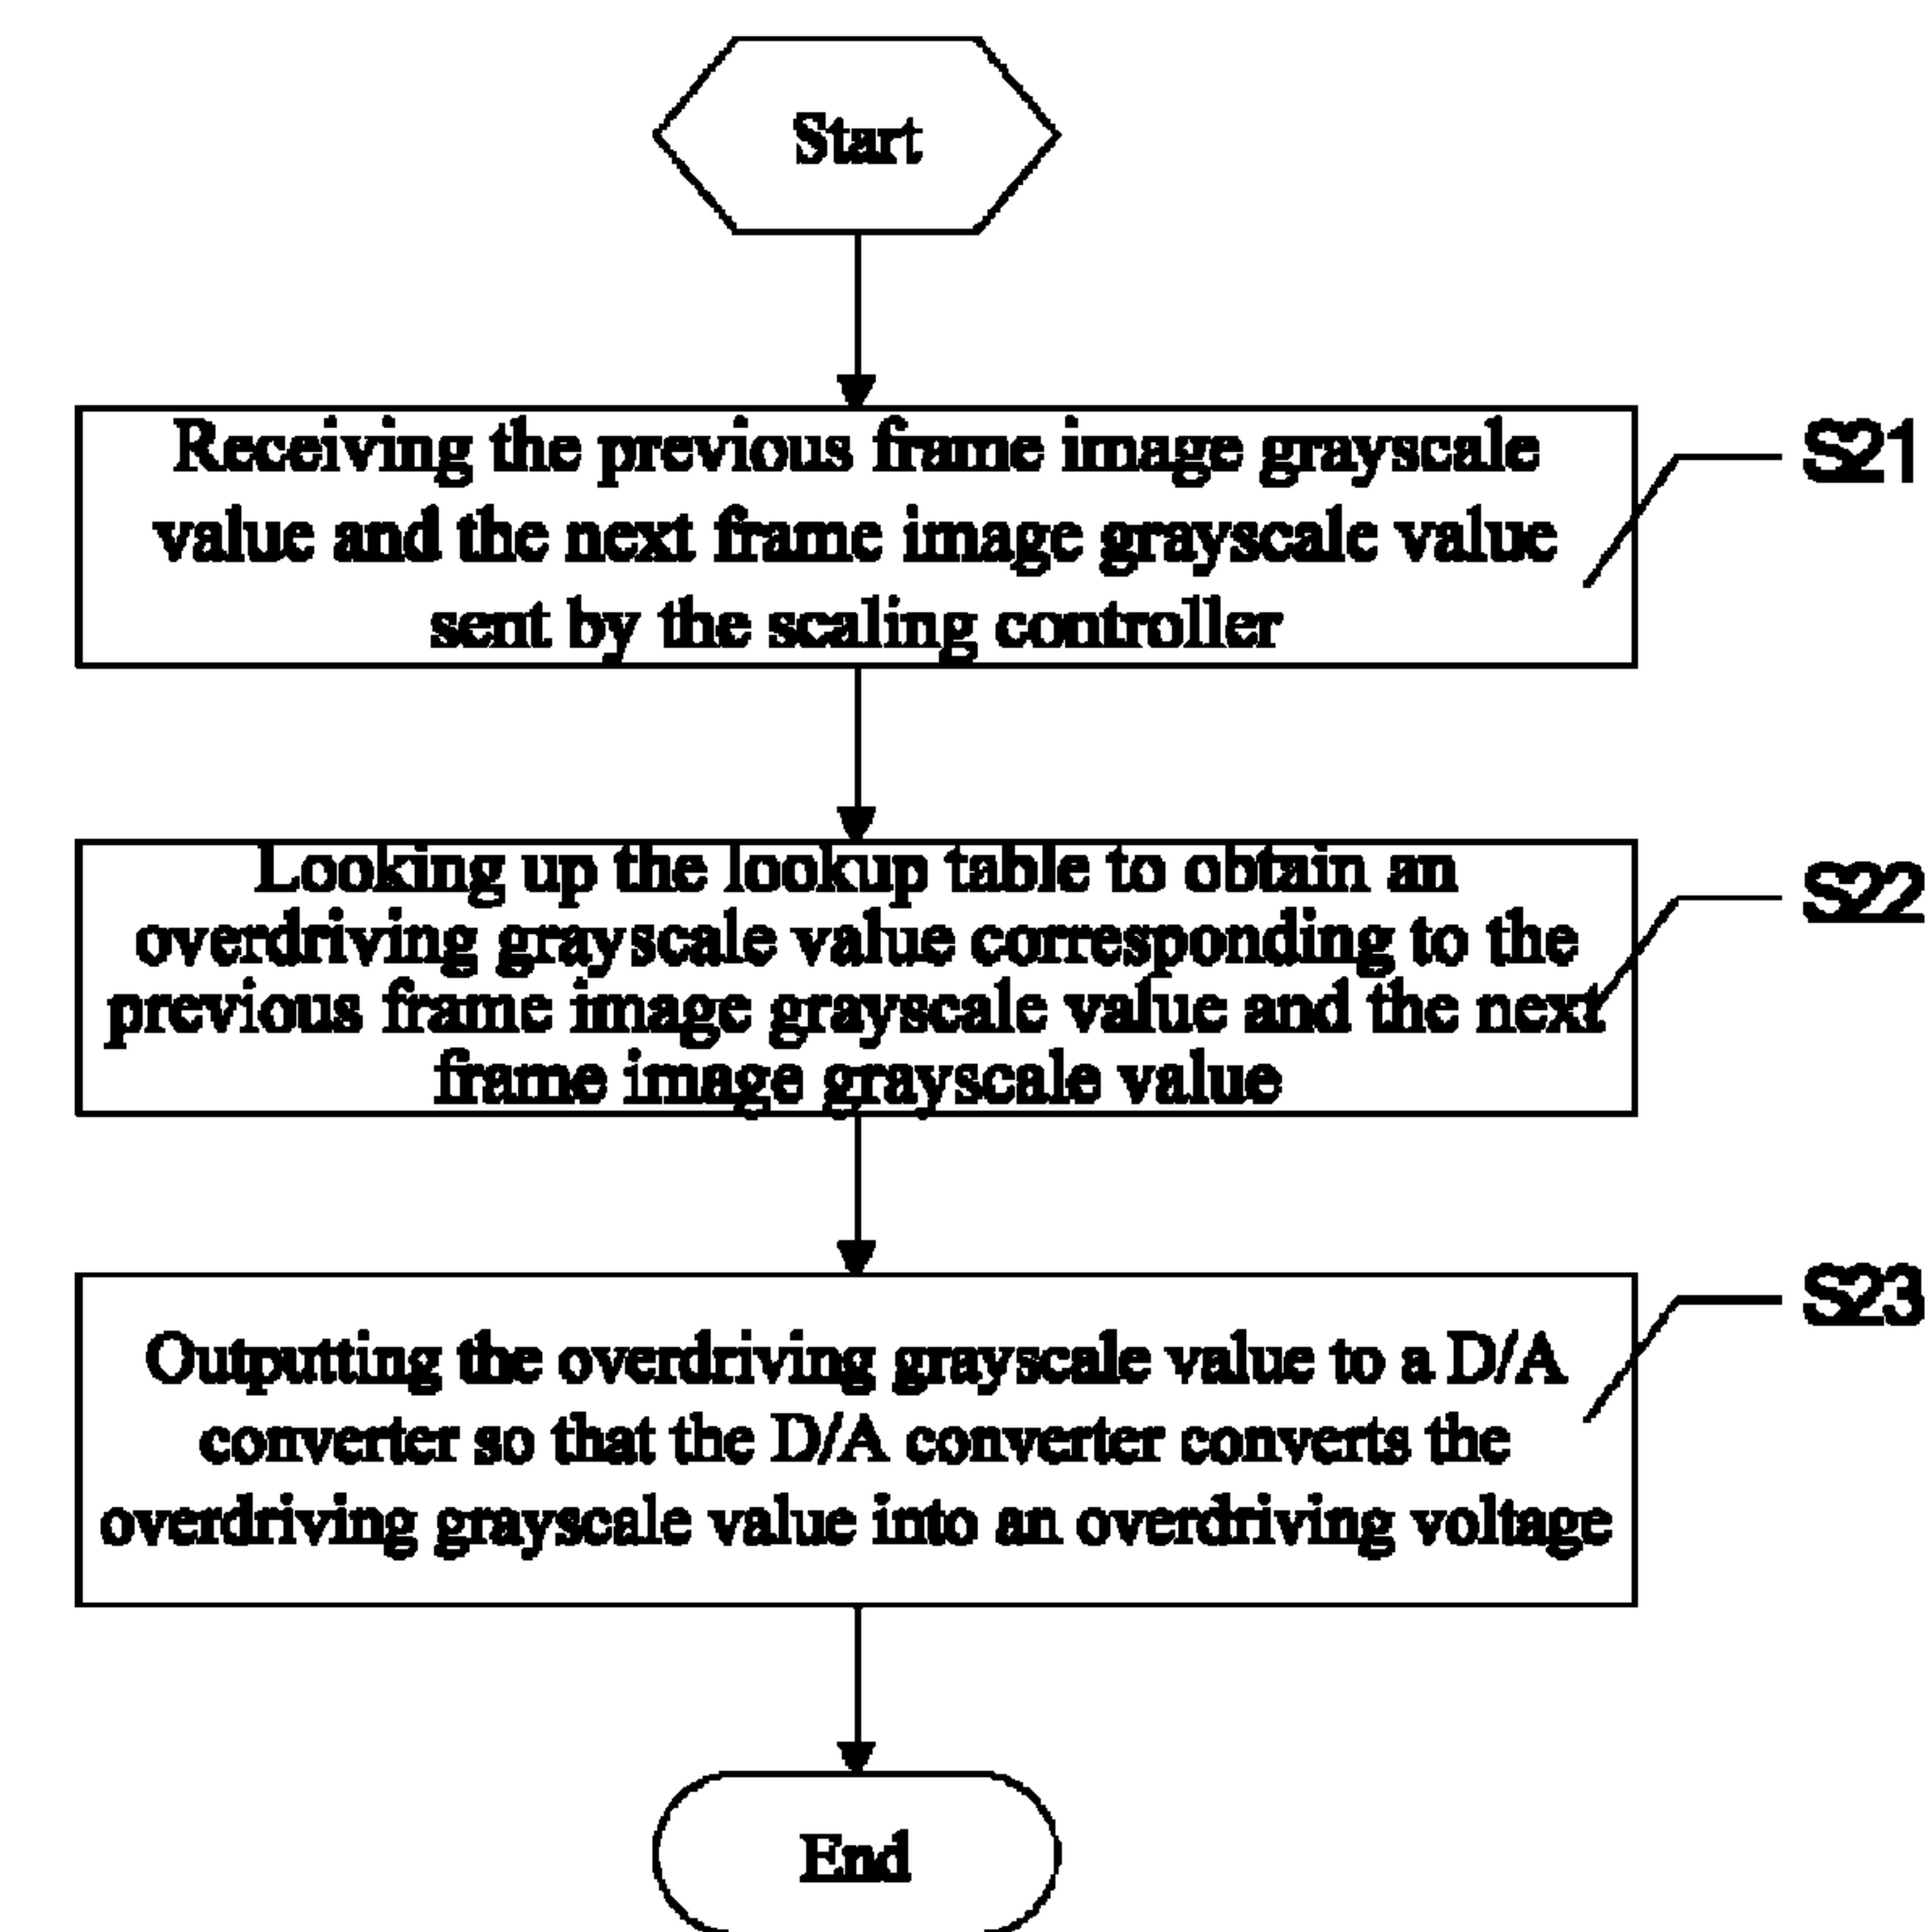 Start
Receiving the previous frame image grayscale
value and the next frame image grayscale value
sent by the scaling controller
S21
Looking up the lookup table to obtain an
overdriving grayscale value corresponding to the
previous frame image grayscale value and the next
frame image grayscale value
S22
Outputting the overdriving grayscale value to a D/A
converter so that the D/A converter converts the
overdriving grayscale value into an overdriving voltage
S23
End